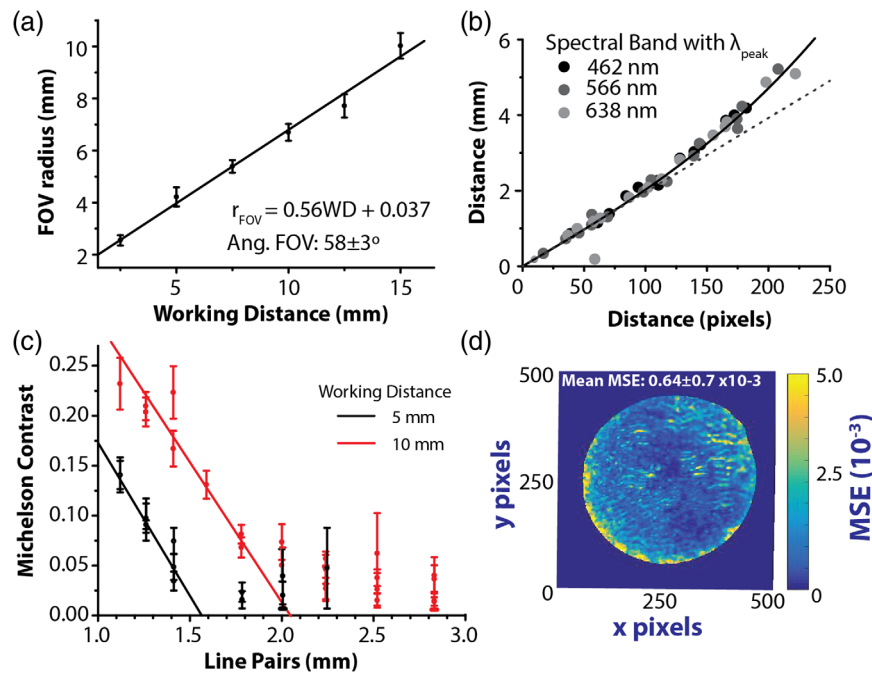 (a)
10
8
6
4
2
FOV radius (mm)
r_FOV = 0.56WD + 0.037
Ang. FOV: 58±3º
5
10
15
Working Distance (mm)
(b)
6
4
2
0
Distance (mm)
Spectral Band with λ_peak
462 nm
566 nm
638 nm
0
50
100
150
200
250
Distance (pixels)
(c)
0.25
0.20
0.15
0.10
0.05
0.00
Michelson Contrast
Working Distance
5 mm
10 mm
1.0
1.5
2.0
2.5
3.0
Line Pairs (mm)
(d)
500
250
0
y pixels
Mean MSE: 0.64±0.7 x10-3
250
500
x pixels
5.0
2.5
0
MSE (10⁻³)